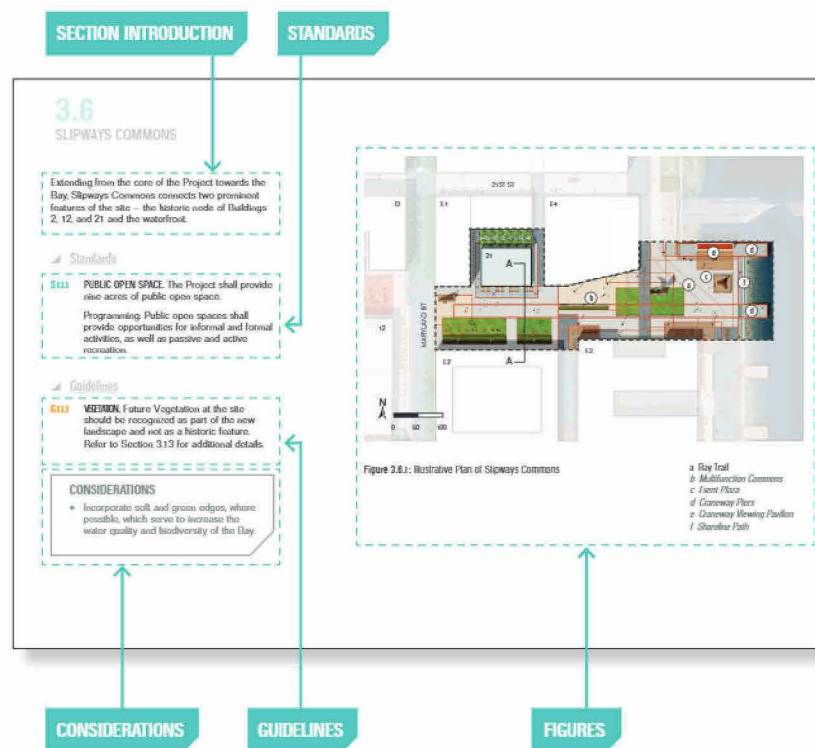 SECTION INTRODUCTION
STANDARDS
3.6
SLIPWAYS COMMONS
Extending from the core of the Project towards the
Bay, Slipways Commons connects two prominent
features of the site – the historic node of Buildings
2, 12, and 21 and the waterfront.
Standards
S1.1.1 PUBLIC OPEN SPACE. The Project shall provide
nine acres of public open space.
Programming. Public open spaces shall
provide opportunities for informal and formal
activities, as well as passive and active
recreation.
Guidelines
G1.1.1 VEGETATION. Future Vegetation at the site
should be recognized as part of the new
landscape and not as a historic feature.
Refer to Section 3.13 for additional details.
CONSIDERATIONS
• Incorporate soft and green edges, where
possible, which serve to increase the
water quality and biodiversity of the Bay.
21ST ST
MARYLAND ST
21
A
A
a
b
c
d
d
e
f
N
0 50 100
Figure 3.6.1: Illustrative Plan of Slipways Commons
a Bay Trail
b Multifunction Commons
c Event Plaza
d Craneway Piers
e Craneway Viewing Pavilion
f Shoreline Path
CONSIDERATIONS
GUIDELINES
FIGURES